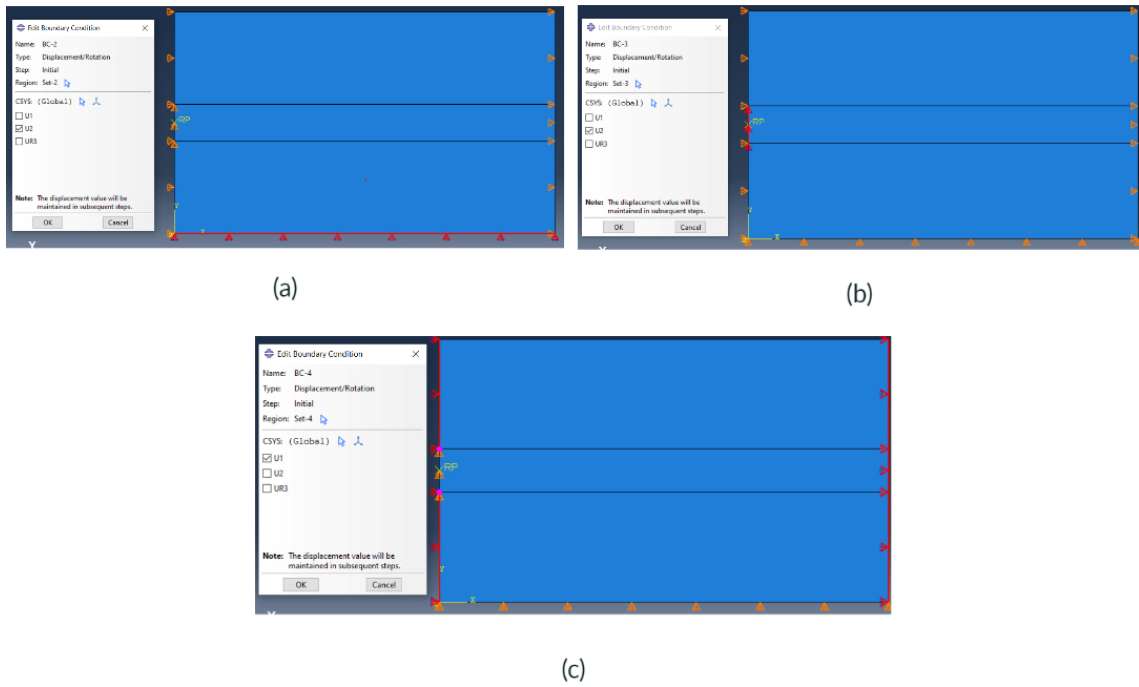 Edit Boundary Condition
Name: BC-2
Type: Displacement/Rotation
Step: Initial
Region: Set-2
CSYS: (Global)
U1
U2
UR3
Note: The displacement value will be
maintained in subsequent steps.
OK Cancel
RP
Y
Y
(a)
Edit Boundary Condition
Name: BC-3
Type: Displacement/Rotation
Step: Initial
Region: Set-3
CSYS: (Global)
U1
U2
UR3
Note: The displacement value will be
maintained in subsequent steps.
OK Cancel
RP
Y
X
Y
(b)
Edit Boundary Condition
Name: BC-4
Type: Displacement/Rotation
Step: Initial
Region: Set-4
CSYS: (Global)
U1
U2
UR3
Note: The displacement value will be
maintained in subsequent steps.
OK Cancel
RP
Y
X
(c)